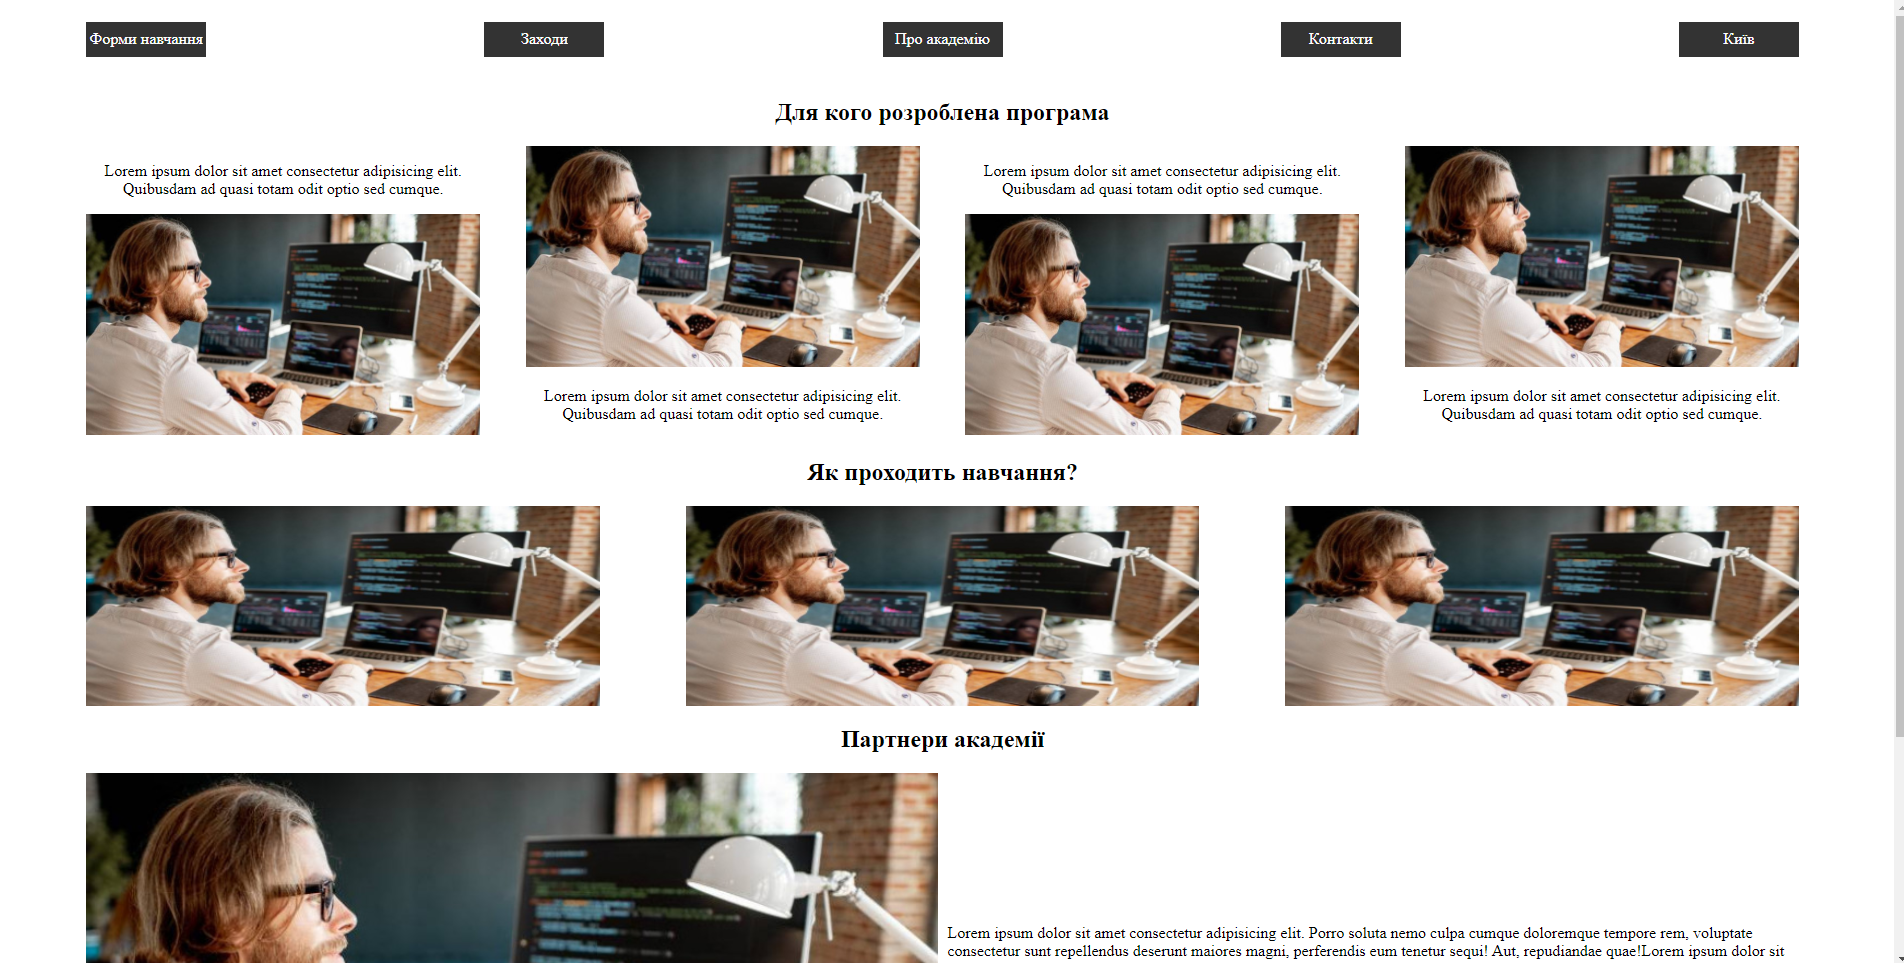 Форми навчання
Заходи
Про академію
Контакти
Київ
Для кого розроблена програма
Lorem ipsum dolor sit amet consectetur adipisicing elit.
Quibusdam ad quasi totam odit optio sed cumque.
Lorem ipsum dolor sit amet consectetur adipisicing elit.
Quibusdam ad quasi totam odit optio sed cumque.
Lorem ipsum dolor sit amet consectetur adipisicing elit.
Quibusdam ad quasi totam odit optio sed cumque.
Lorem ipsum dolor sit amet consectetur adipisicing elit.
Quibusdam ad quasi totam odit optio sed cumque.
Як проходить навчання?
Партнери академії
Lorem ipsum dolor sit amet consectetur adipisicing elit. Porro soluta nemo culpa cumque doloremque tempore rem, voluptate
consectetur sunt repellendus deserunt maiores magni, perferendis eum tenetur sequi! Aut, repudiandae quae!Lorem ipsum dolor sit